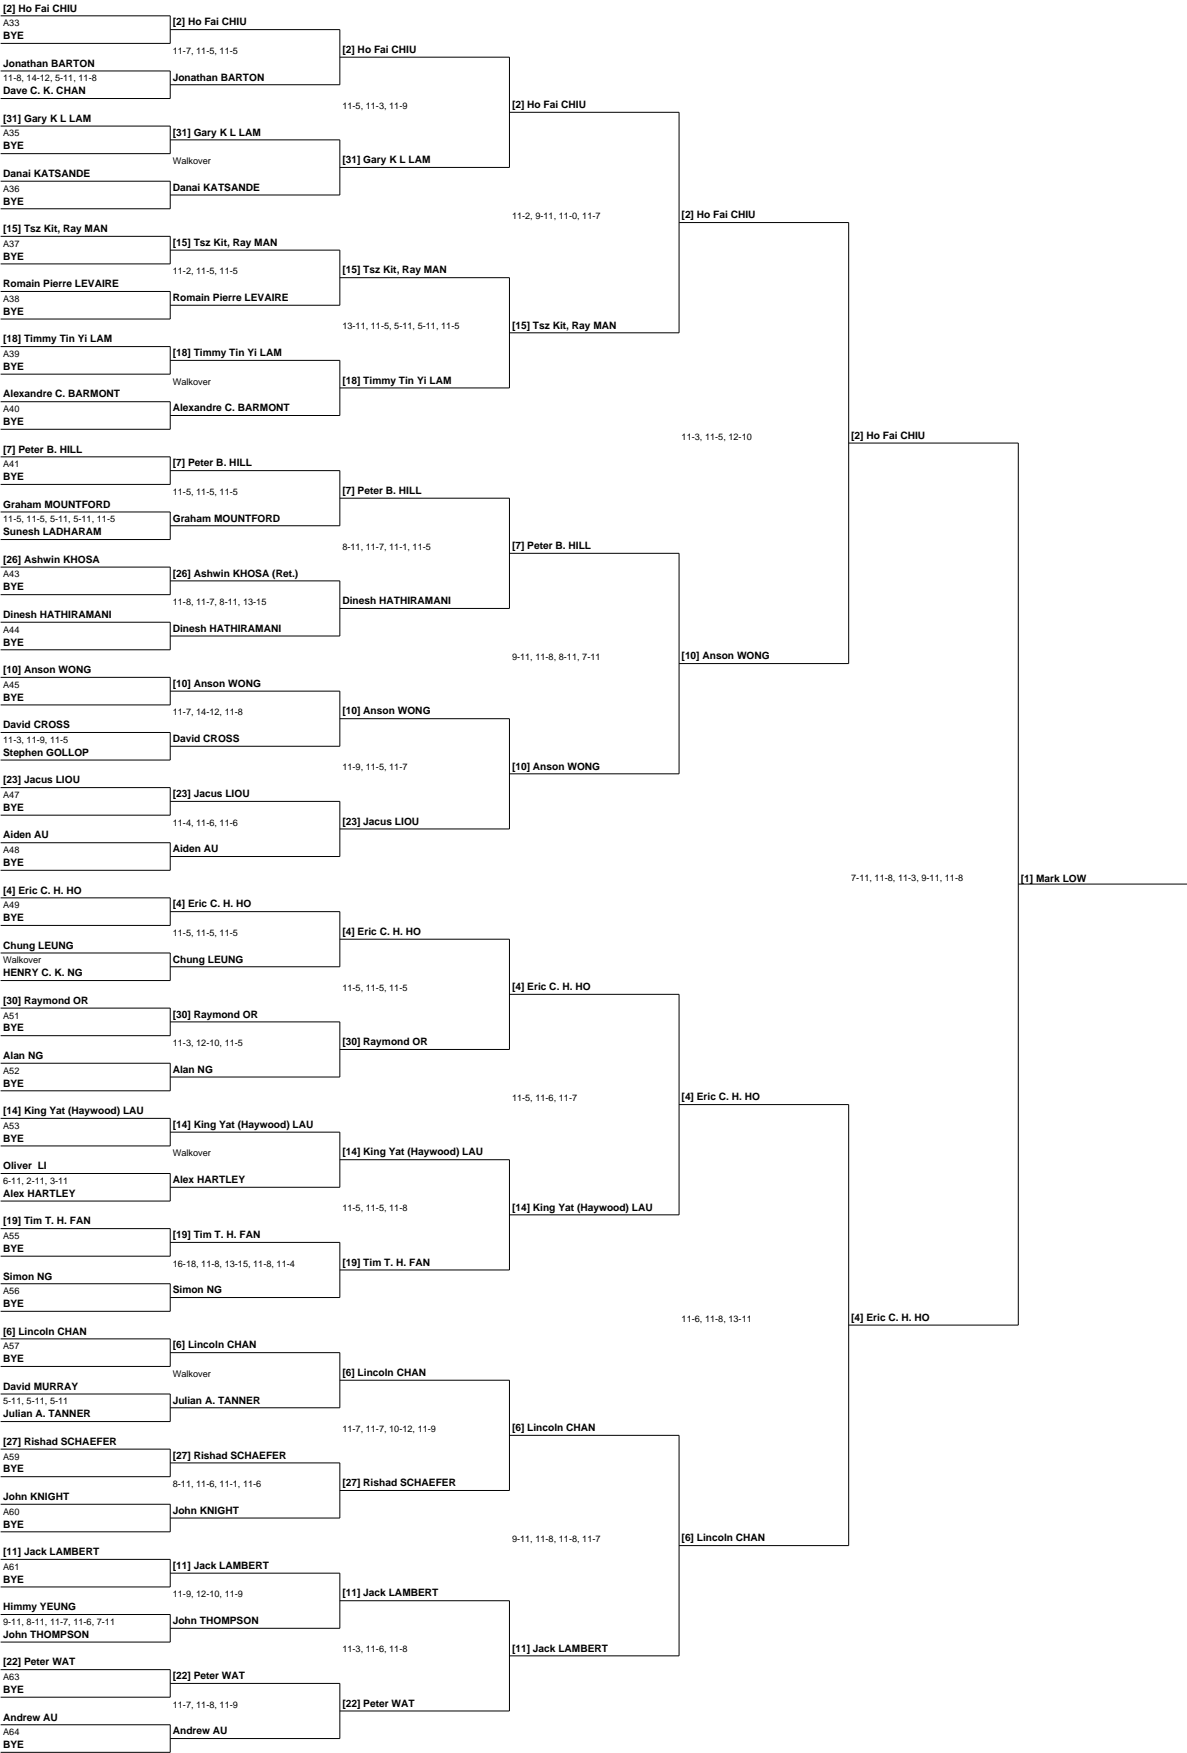 [2] Ho Fai CHIU
A33
BYE
[2] Ho Fai CHIU
11-7, 11-5, 11-5
Jonathan BARTON
11-8, 14-12, 5-11, 11-8
Dave C. K. CHAN
Jonathan BARTON
[2] Ho Fai CHIU
11-5, 11-3, 11-9
[31] Gary K L LAM
A35
BYE
[31] Gary K L LAM
Walkover
Danai KATSANDE
A36
BYE
Danai KATSANDE
[31] Gary K L LAM
[2] Ho Fai CHIU
11-2, 9-11, 11-0, 11-7
[15] Tsz Kit, Ray MAN
A37
BYE
[15] Tsz Kit, Ray MAN
11-2, 11-5, 11-5
Romain Pierre LEVAIRE
A38
BYE
Romain Pierre LEVAIRE
[15] Tsz Kit, Ray MAN
13-11, 11-5, 5-11, 5-11, 11-5
[18] Timmy Tin Yi LAM
A39
BYE
[18] Timmy Tin Yi LAM
Walkover
Alexandre C. BARMONT
A40
BYE
Alexandre C. BARMONT
[18] Timmy Tin Yi LAM
[15] Tsz Kit, Ray MAN
[2] Ho Fai CHIU
11-3, 11-5, 12-10
[7] Peter B. HILL
A41
BYE
[7] Peter B. HILL
11-5, 11-5, 11-5
Graham MOUNTFORD
11-5, 11-5, 5-11, 5-11, 11-5
Sunesh LADHARAM
Graham MOUNTFORD
[7] Peter B. HILL
8-11, 11-7, 11-1, 11-5
[26] Ashwin KHOSA
A43
BYE
[26] Ashwin KHOSA (Ret.)
11-8, 11-7, 8-11, 13-15
Dinesh HATHIRAMANI
A44
BYE
Dinesh HATHIRAMANI
Dinesh HATHIRAMANI
[7] Peter B. HILL
9-11, 11-8, 8-11, 7-11
[10] Anson WONG
A45
BYE
[10] Anson WONG
11-7, 14-12, 11-8
David CROSS
11-3, 11-9, 11-5
Stephen GOLLOP
David CROSS
[10] Anson WONG
11-9, 11-5, 11-7
[23] Jacus LIOU
A47
BYE
[23] Jacus LIOU
11-4, 11-6, 11-6
Aiden AU
A48
BYE
Aiden AU
[23] Jacus LIOU
[10] Anson WONG
[10] Anson WONG
[2] Ho Fai CHIU
7-11, 11-8, 11-3, 9-11, 11-8
[1] Mark LOW
[4] Eric C. H. HO
A49
BYE
[4] Eric C. H. HO
11-5, 11-5, 11-5
Chung LEUNG
Walkover
HENRY C. K. NG
Chung LEUNG
[4] Eric C. H. HO
11-5, 11-5, 11-5
[30] Raymond OR
A51
BYE
[30] Raymond OR
11-3, 12-10, 11-5
Alan NG
A52
BYE
Alan NG
[30] Raymond OR
[4] Eric C. H. HO
11-5, 11-6, 11-7
[14] King Yat (Haywood) LAU
A53
BYE
[14] King Yat (Haywood) LAU
Walkover
Oliver LI
6-11, 2-11, 3-11
Alex HARTLEY
Alex HARTLEY
[14] King Yat (Haywood) LAU
11-5, 11-5, 11-8
[19] Tim T. H. FAN
A55
BYE
[19] Tim T. H. FAN
16-18, 11-8, 13-15, 11-8, 11-4
Simon NG
A56
BYE
Simon NG
[19] Tim T. H. FAN
[14] King Yat (Haywood) LAU
[4] Eric C. H. HO
11-6, 11-8, 13-11
[6] Lincoln CHAN
A57
BYE
[6] Lincoln CHAN
Walkover
David MURRAY
5-11, 5-11, 5-11
Julian A. TANNER
Julian A. TANNER
[6] Lincoln CHAN
11-7, 11-7, 10-12, 11-9
[27] Rishad SCHAEFER
A59
BYE
[27] Rishad SCHAEFER
8-11, 11-6, 11-1, 11-6
John KNIGHT
A60
BYE
John KNIGHT
[27] Rishad SCHAEFER
[6] Lincoln CHAN
9-11, 11-8, 11-8, 11-7
[11] Jack LAMBERT
A61
BYE
[11] Jack LAMBERT
11-9, 12-10, 11-9
Himmy YEUNG
9-11, 8-11, 11-7, 11-6, 7-11
John THOMPSON
John THOMPSON
[11] Jack LAMBERT
11-3, 11-6, 11-8
[22] Peter WAT
A63
BYE
[22] Peter WAT
11-7, 11-8, 11-9
Andrew AU
A64
BYE
Andrew AU
[22] Peter WAT
[11] Jack LAMBERT
[6] Lincoln CHAN
[4] Eric C. H. HO